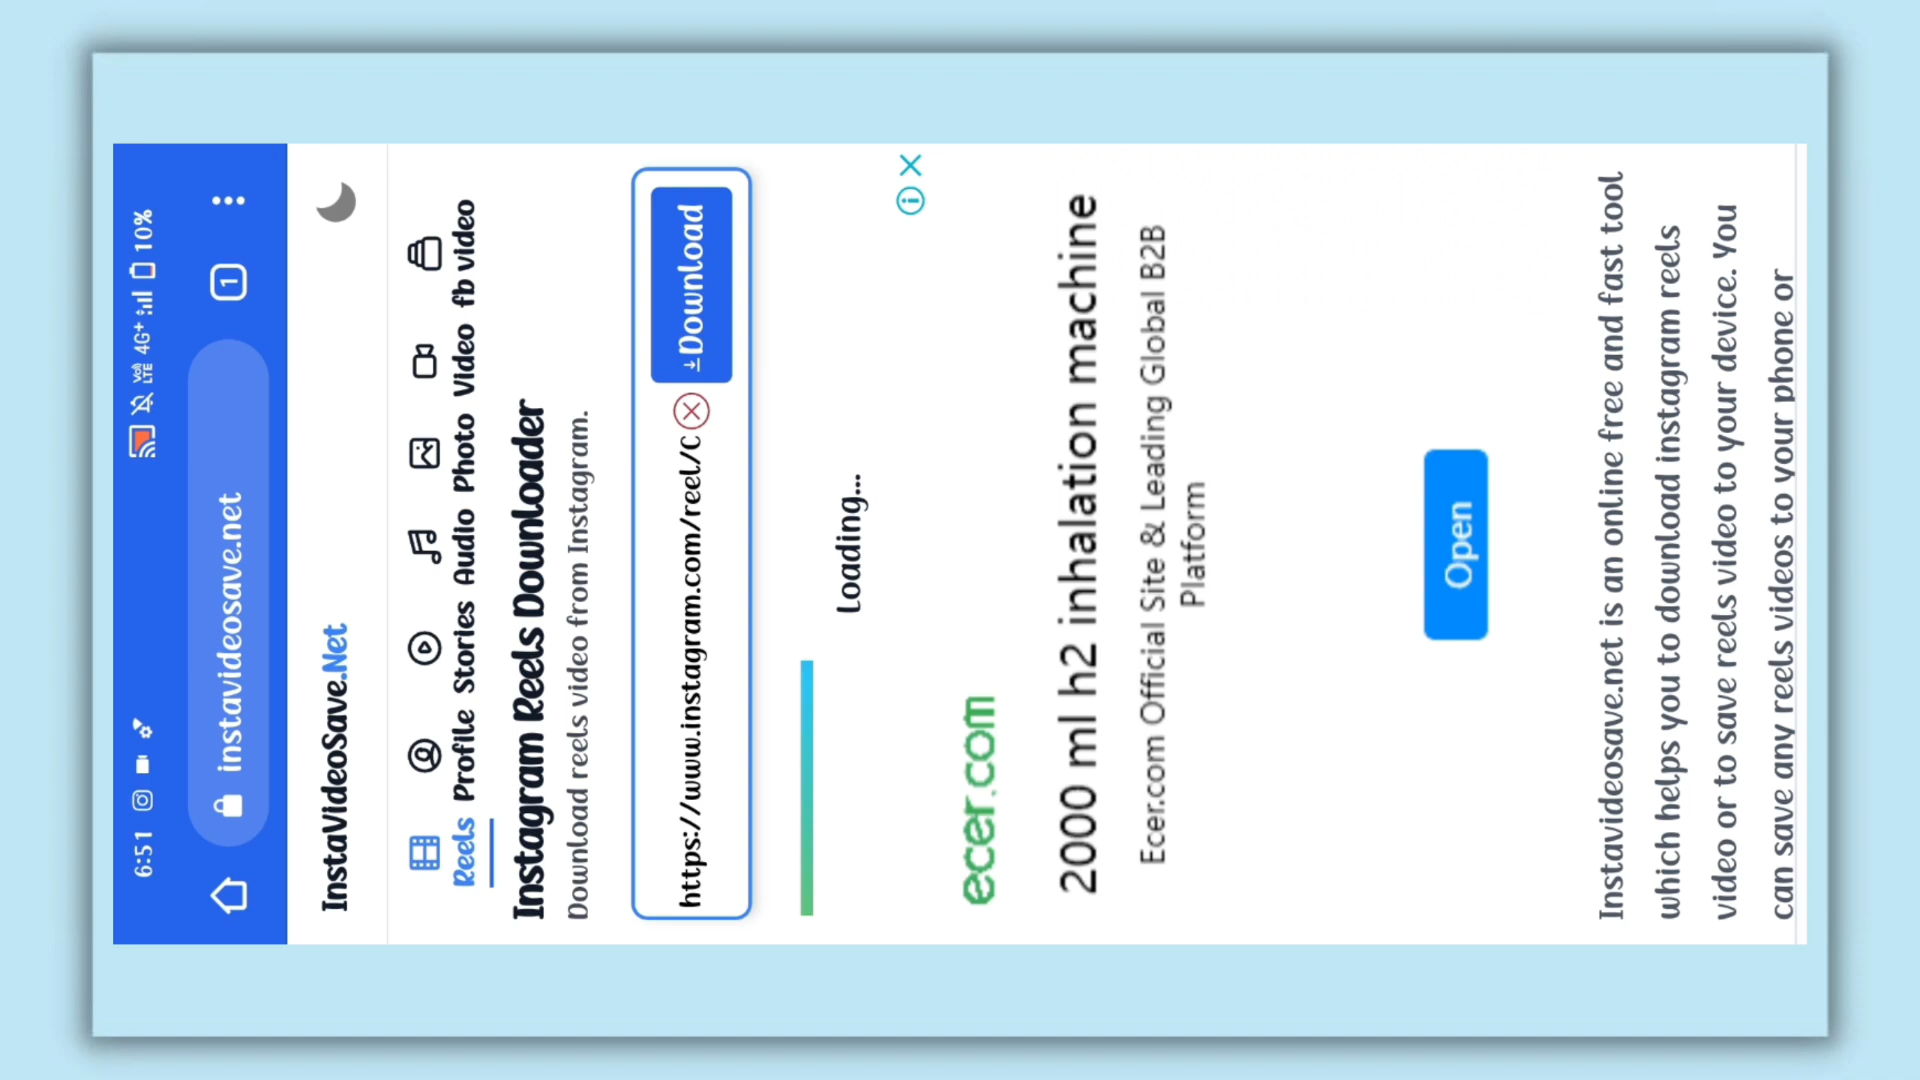 6:51
VoD LTE 4G+ 10%
instavideosave.net
1
InstaVideoSave.Net
Reels Profile Stories Audio Photo Video fb video
Instagram Reels Downloader
Download reels video from Instagram.
https://www.instagram.com/reel/C
Download
Loading...
ecer.com
2000 ml h2 inhalation machine
Ecer.com Official Site & Leading Global B2B
Platform
Open
Instavideosave.net is an online free and fast tool
which helps you to download instagram reels
video or to save reels video to your device. You
can save any reels videos to your phone or